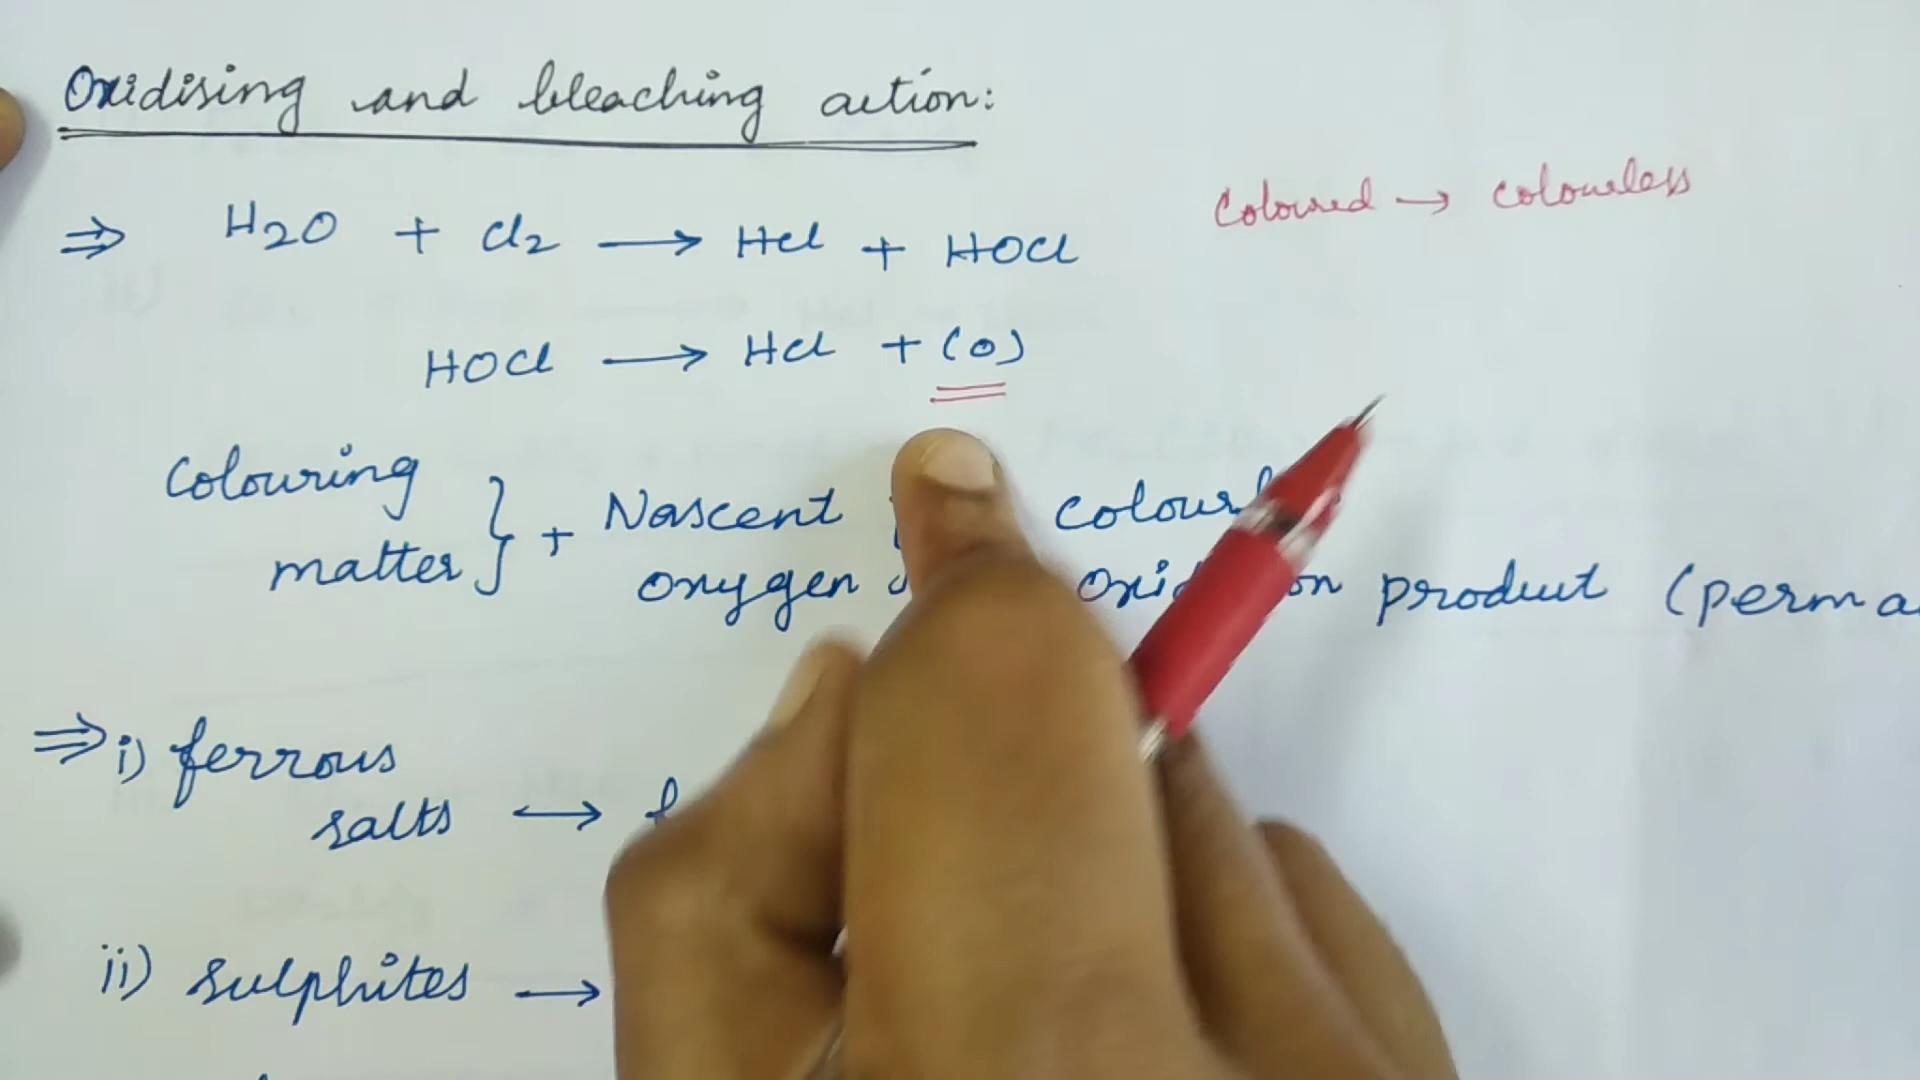 Oxidising and bleaching action:
⇒ H2O + Cl2 → HCl + HOCl
Coloured → colourless
HOCl → HCl + (O)
Colouring matter } + Nascent oxygen
product (perma
⇒ i) ferrous salts →
ii) sulphites →